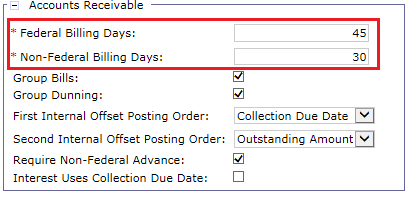 Accounts Receivable
* Federal Billing Days: 45
* Non-Federal Billing Days: 30
Group Bills:
Group Dunning:
First Internal Offset Posting Order: Collection Due Date
Second Internal Offset Posting Order: Outstanding Amount
Require Non-Federal Advance:
Interest Uses Collection Due Date: